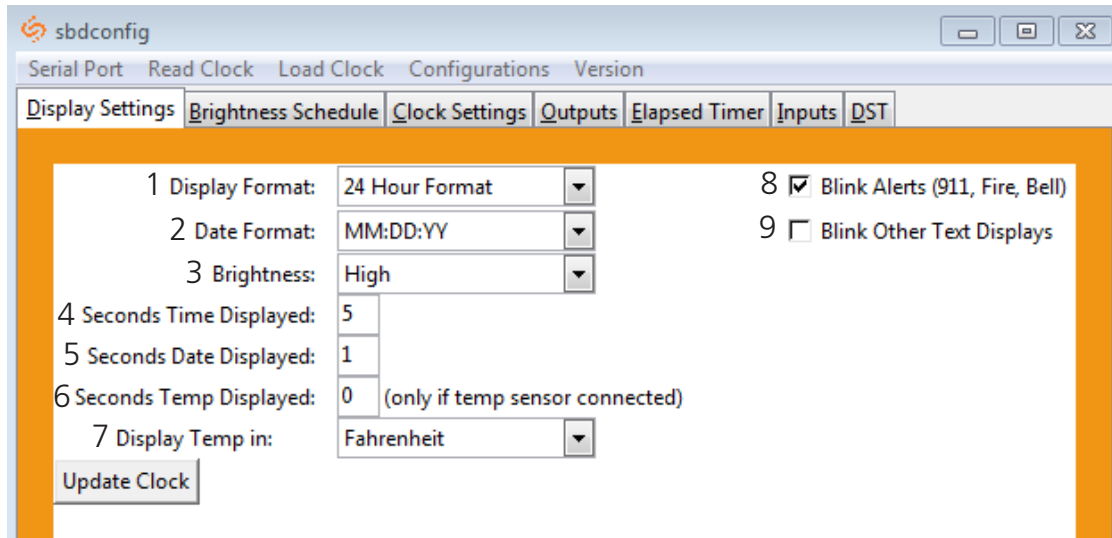 sbdconfig
Serial Port Read Clock Load Clock Configurations Version
Display Settings Brightness Schedule Clock Settings Outputs Elapsed Timer Inputs DST
1 Display Format: 24 Hour Format 8 Blink Alerts (911, Fire, Bell)
2 Date Format: MM:DD:YY 9 Blink Other Text Displays
3 Brightness: High
4 Seconds Time Displayed: 5
5 Seconds Date Displayed: 1
6 Seconds Temp Displayed: 0 (only if temp sensor connected)
7 Display Temp in: Fahrenheit
Update Clock